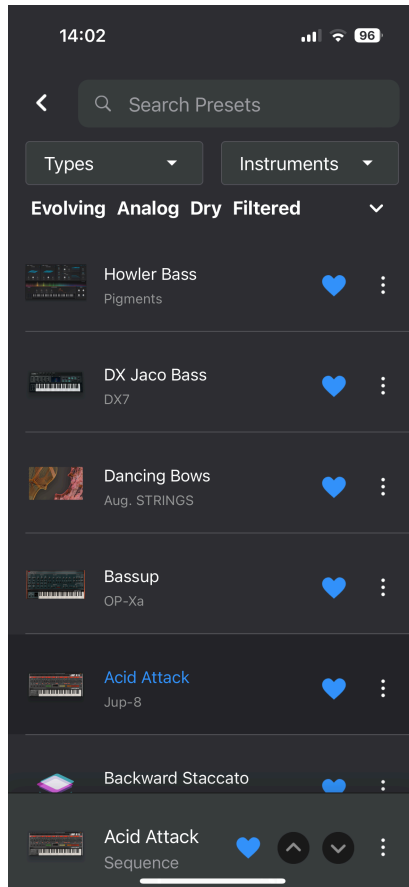 14:02
96
Search Presets
Types
Instruments
Evolving Analog Dry Filtered
Howler Bass
Pigments
DX Jaco Bass
DX7
Dancing Bows
Aug. STRINGS
Bassup
OP-Xa
Acid Attack
Jup-8
Backward Staccato
Acid Attack
Sequence